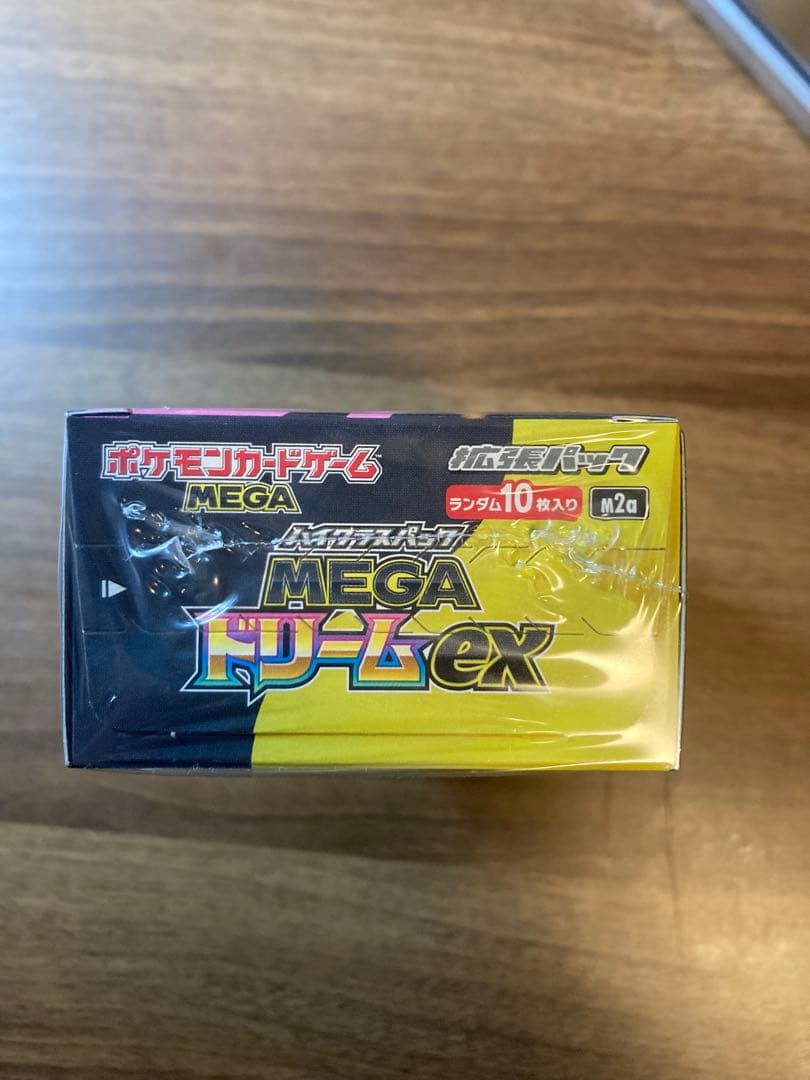 ポケモンカードゲーム
MEGA
拡張パック
ランダム10枚入り
M2a
ハイクラスパック
MEGA
ドリームex